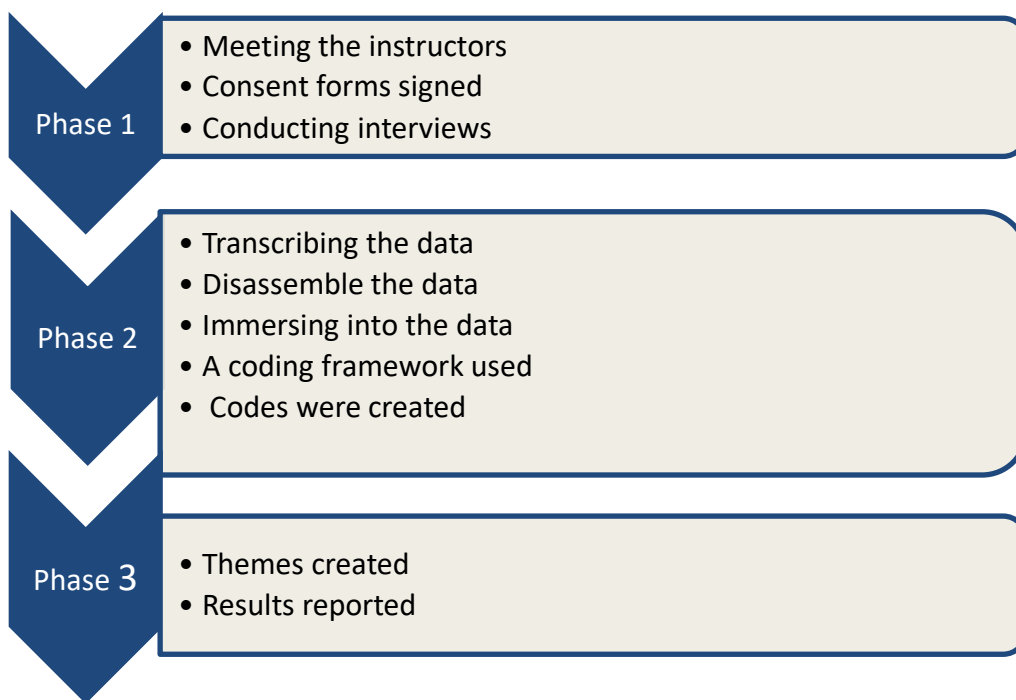 Phase 1
• Meeting the instructors
• Consent forms signed
• Conducting interviews
Phase 2
• Transcribing the data
• Disassemble the data
• Immersing into the data
• A coding framework used
• Codes were created
Phase 3
• Themes created
• Results reported